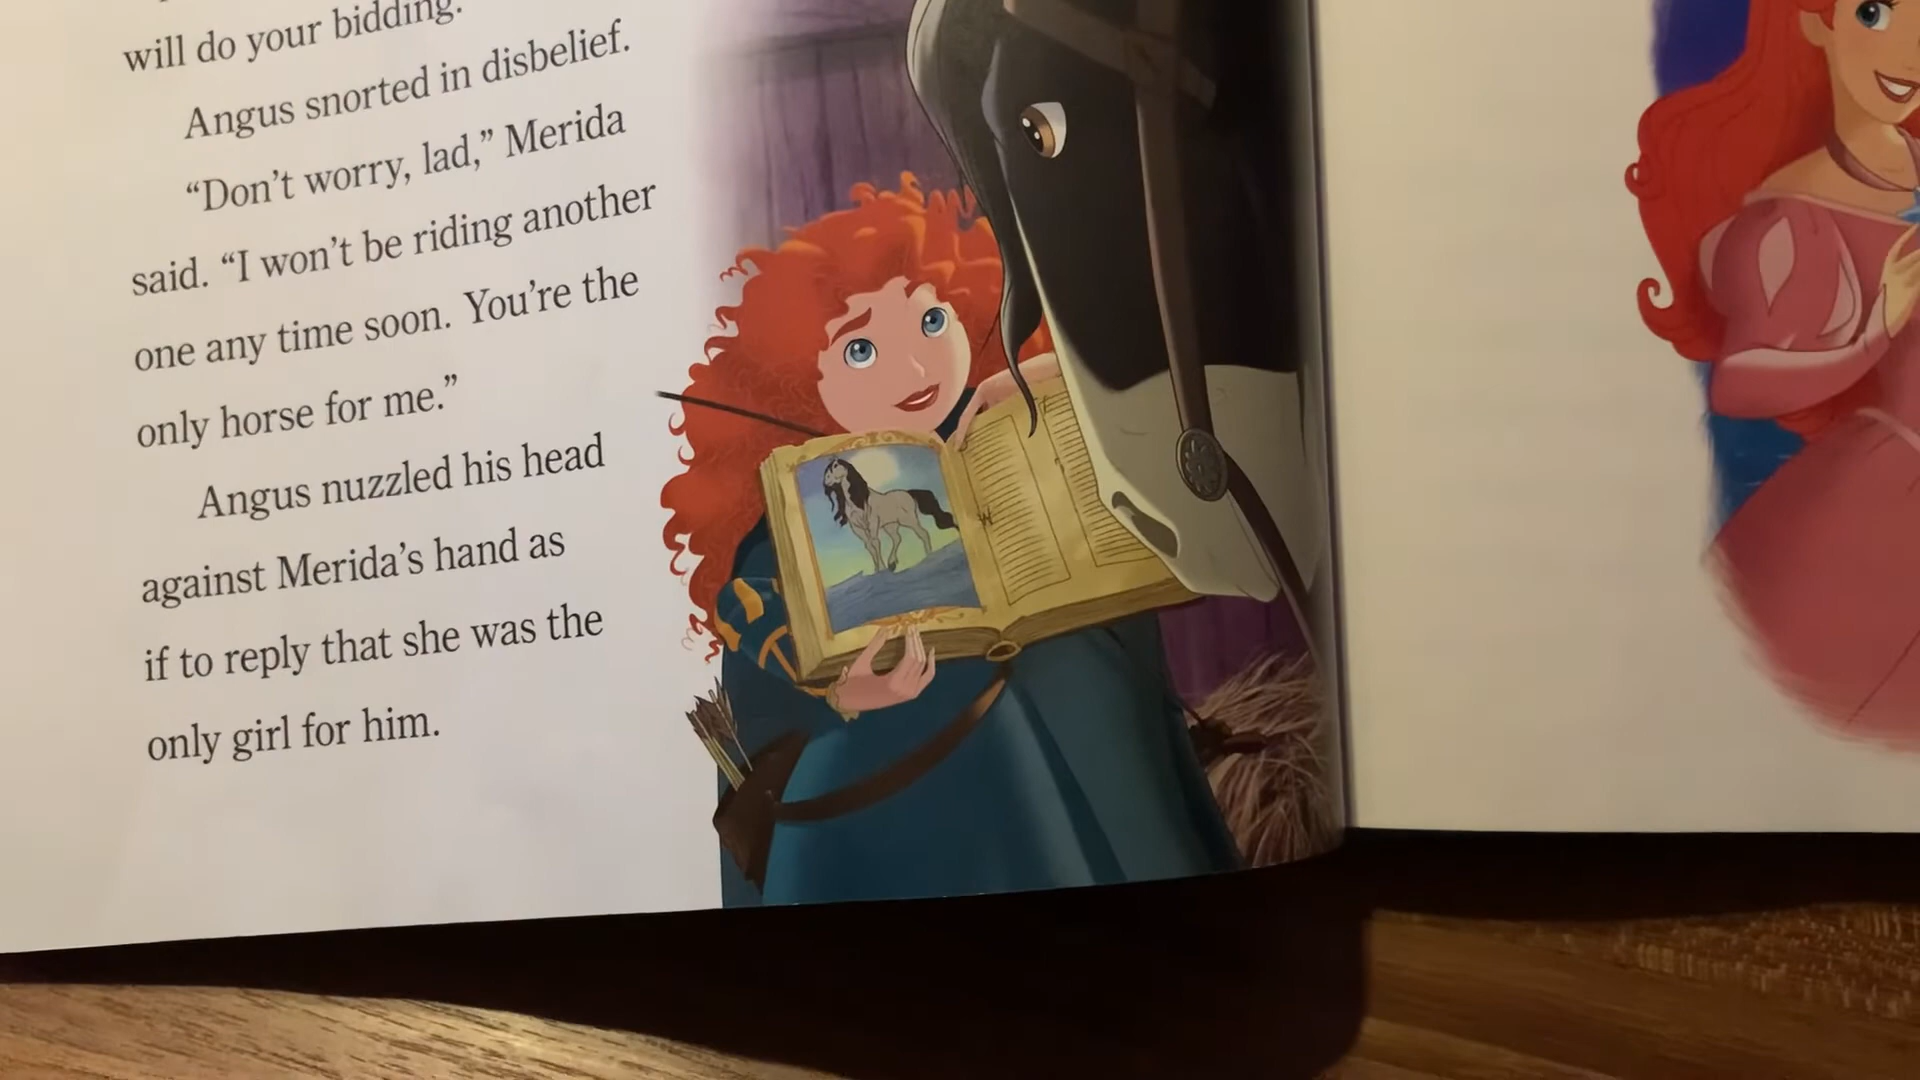 will do your bidding.
Angus snorted in disbelief.
“Don’t worry, lad,” Merida
said. “I won’t be riding another
one any time soon. You’re the
only horse for me.”
Angus nuzzled his head
against Merida’s hand as
if to reply that she was the
only girl for him.